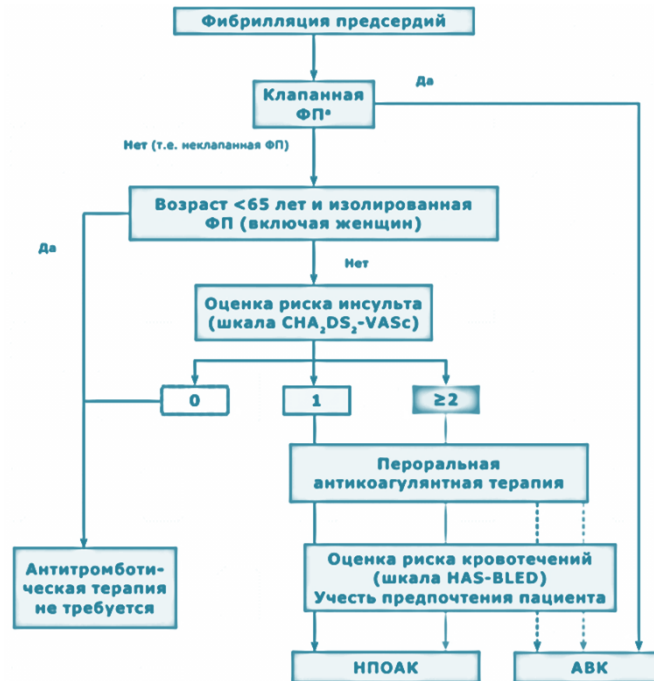 Фибрилляция предсердий
Да
Клапанная
ФПª
Нет (т.е. неклапанная ФП)
Возраст <65 лет и изолированная
ФП (включая женщин)
Да
Нет
Оценка риска инсульта
(шкала CHA₂DS₂-VASc)
0
1
≥2
Пероральная
антикоагулянтная терапия
Антитромботи-
ческая терапия
не требуется
Оценка риска кровотечений
(шкала HAS-BLED)
Учесть предпочтения пациента
НПОАК
АВК